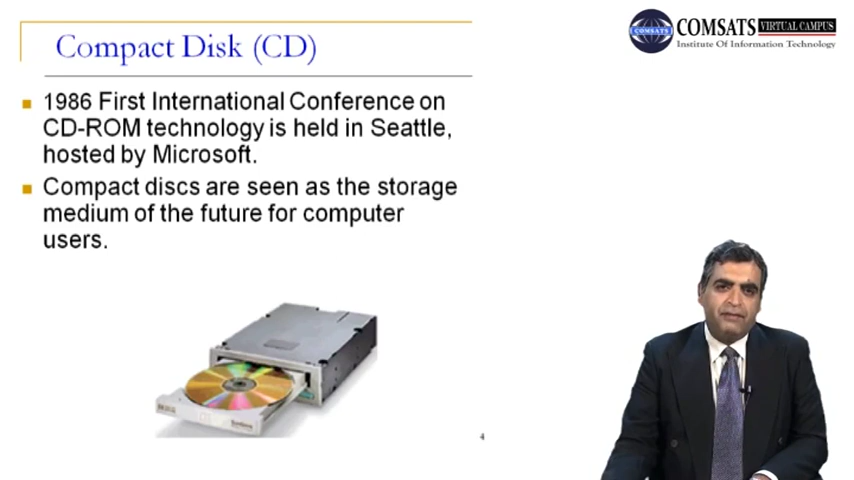 Compact Disk (CD)
1986 First International Conference on
CD-ROM technology is held in Seattle,
hosted by Microsoft.
Compact discs are seen as the storage
medium of the future for computer
users.
4
COMSATS
COMSATS VIRTUAL CAMPUS
Institute Of Information Technology